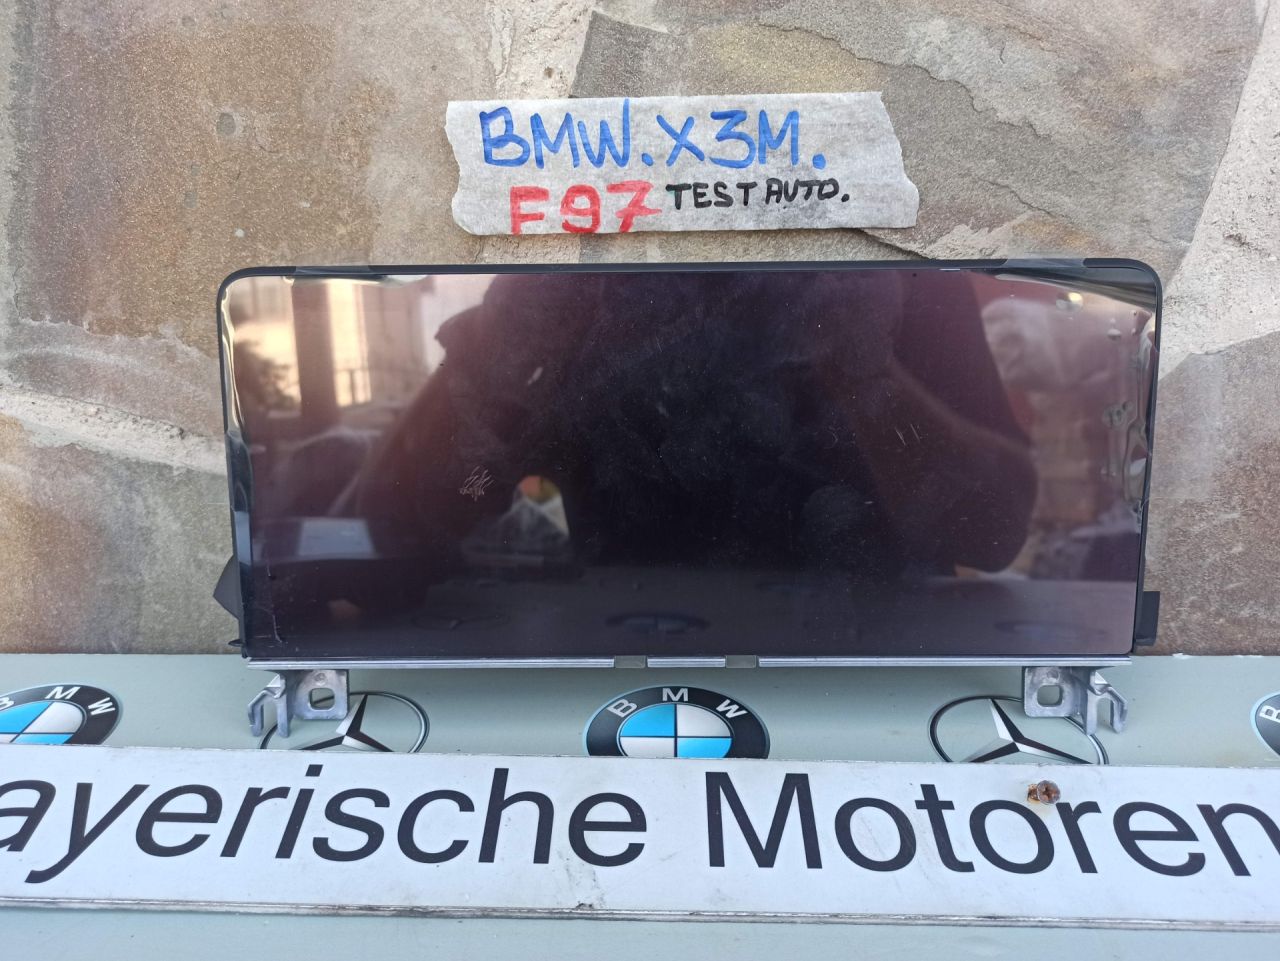 BMW.X3M.
F97 TEST AUTO.
BMW
BMW
B
ayerische Motoren